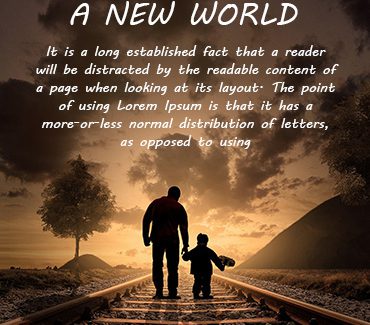 A NEW WORLD
It is a long established fact that a reader
will be distracted by the readable content of
a page when looking at its layout. The point
of using Lorem Ipsum is that it has a
more-or-less normal distribution of letters,
as opposed to using